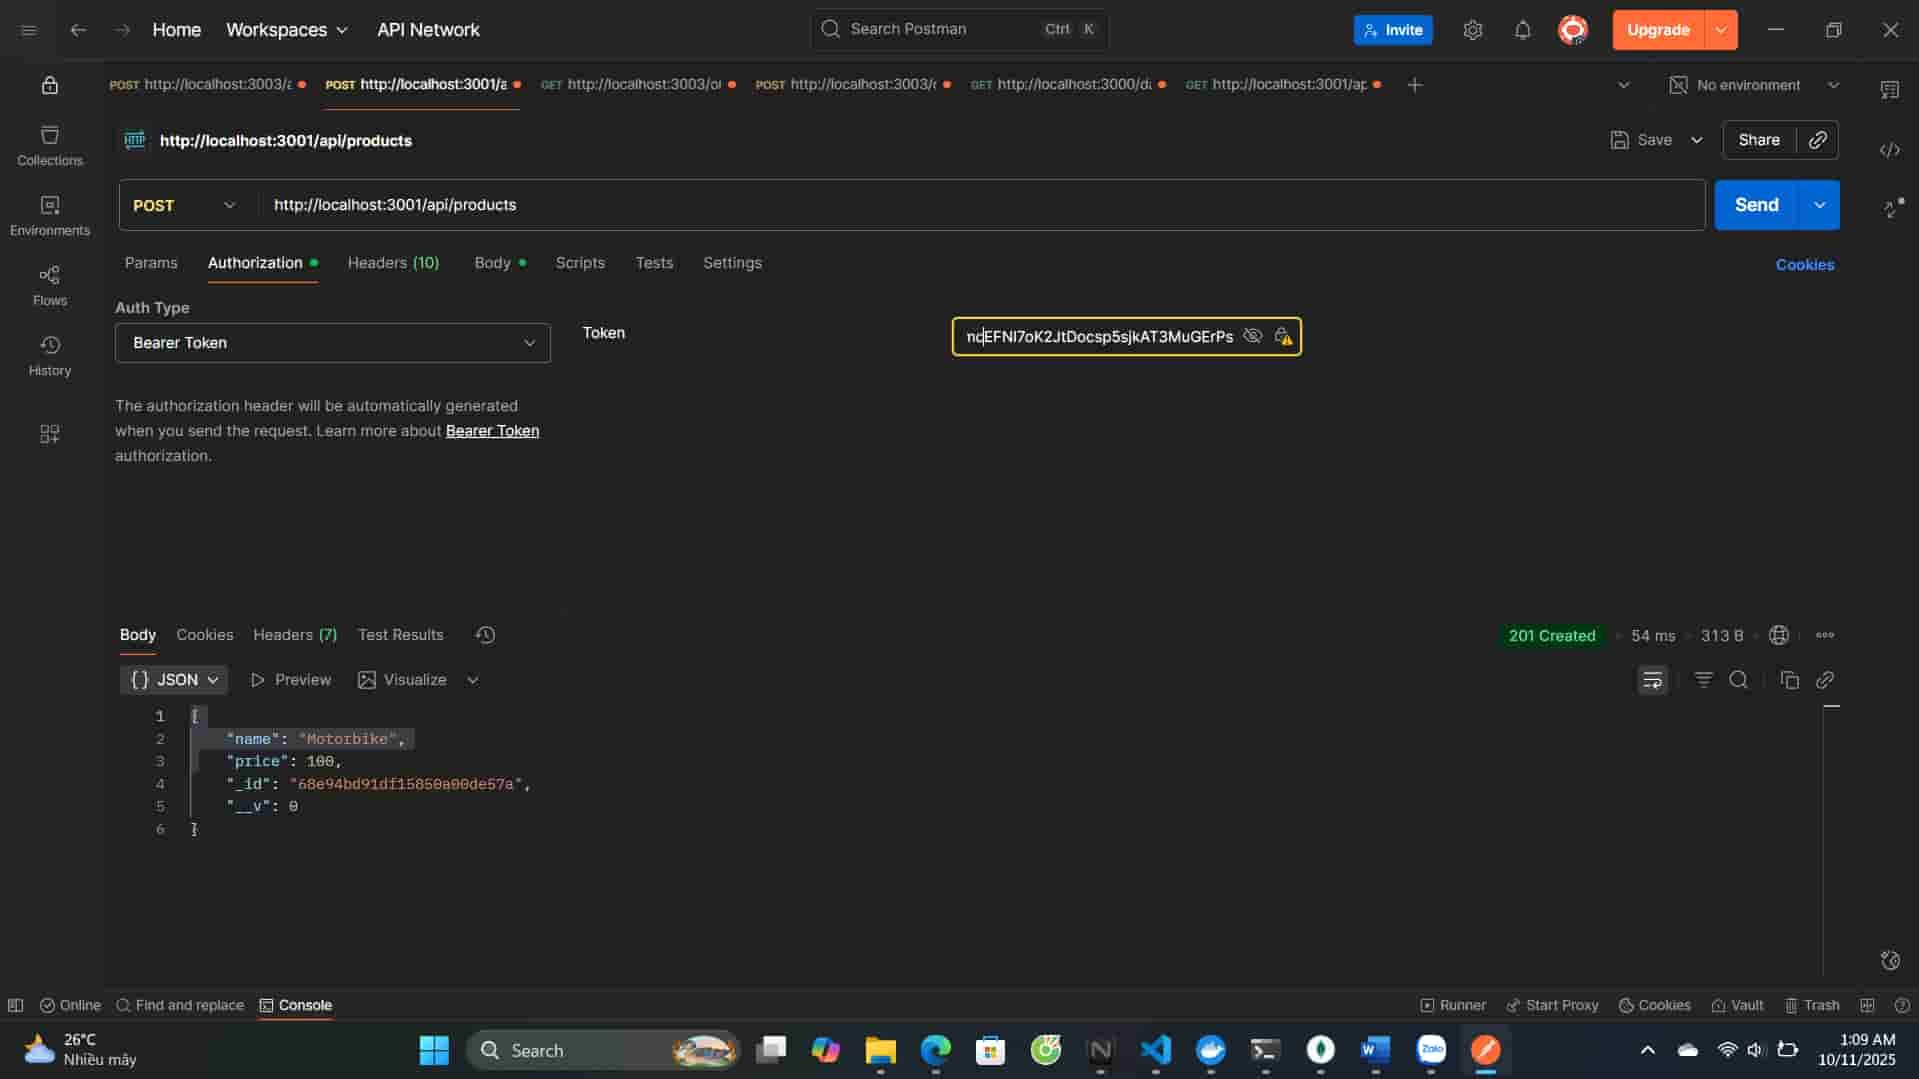 Home Workspaces API Network Search Postman Ctrl K Invite Upgrade
POST http://localhost:3003/a POST http://localhost:3001/a GET http://localhost:3003/or POST http://localhost:3003/ GET http://localhost:3000/da GET http://localhost:3001/ap No environment
HTTP http://localhost:3001/api/products Save Share
POST http://localhost:3001/api/products Send
Params Authorization Headers (10) Body Scripts Tests Settings Cookies
Collections
Environments
Flows
History
Auth Type
Bearer Token
Token ncEFNI7oK2JtDocsp5sjkAT3MuGErPs
The authorization header will be automatically generated
when you send the request. Learn more about Bearer Token
authorization.
Body Cookies Headers (7) Test Results 201 Created 54 ms 313 B
{} JSON Preview Visualize
1 {
2 "name": "Motorbike",
3 "price": 100,
4 "_id": "68e94bd91df15850a00de57a",
5 "__v": 0
6 }
Online Find and replace Console Runner Start Proxy Cookies Vault Trash
26°C
Nhiều mây
Search
Zalo
1:09 AM
10/11/2025